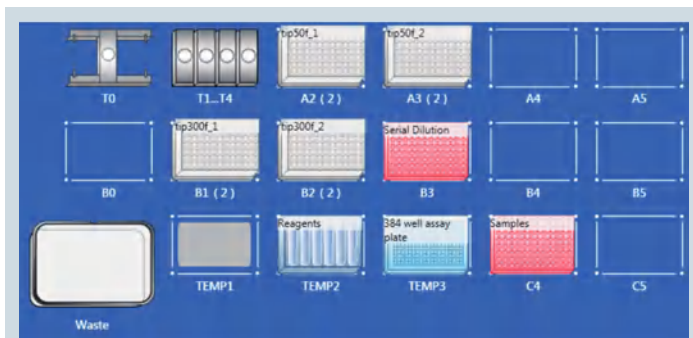 tip50f_1
tip50f_2
T0
T1...T4
A2 ( 2 )
A3 ( 2 )
A4
A5
tip300f_1
tip300f_2
Serial Dilution
B0
B1 ( 2 )
B2 ( 2 )
B3
B4
B5
Reagents
384 well assay
plate
Samples
TEMP1
TEMP2
TEMP3
C4
C5
Waste